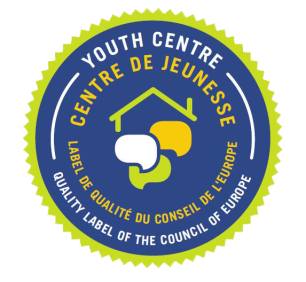 YOUTH CENTRE
CENTRE DE JEUNESSE
LABEL DE QUALITÉ DU CONSEIL DE L'EUROPE
QUALITY LABEL OF THE COUNCIL OF EUROPE